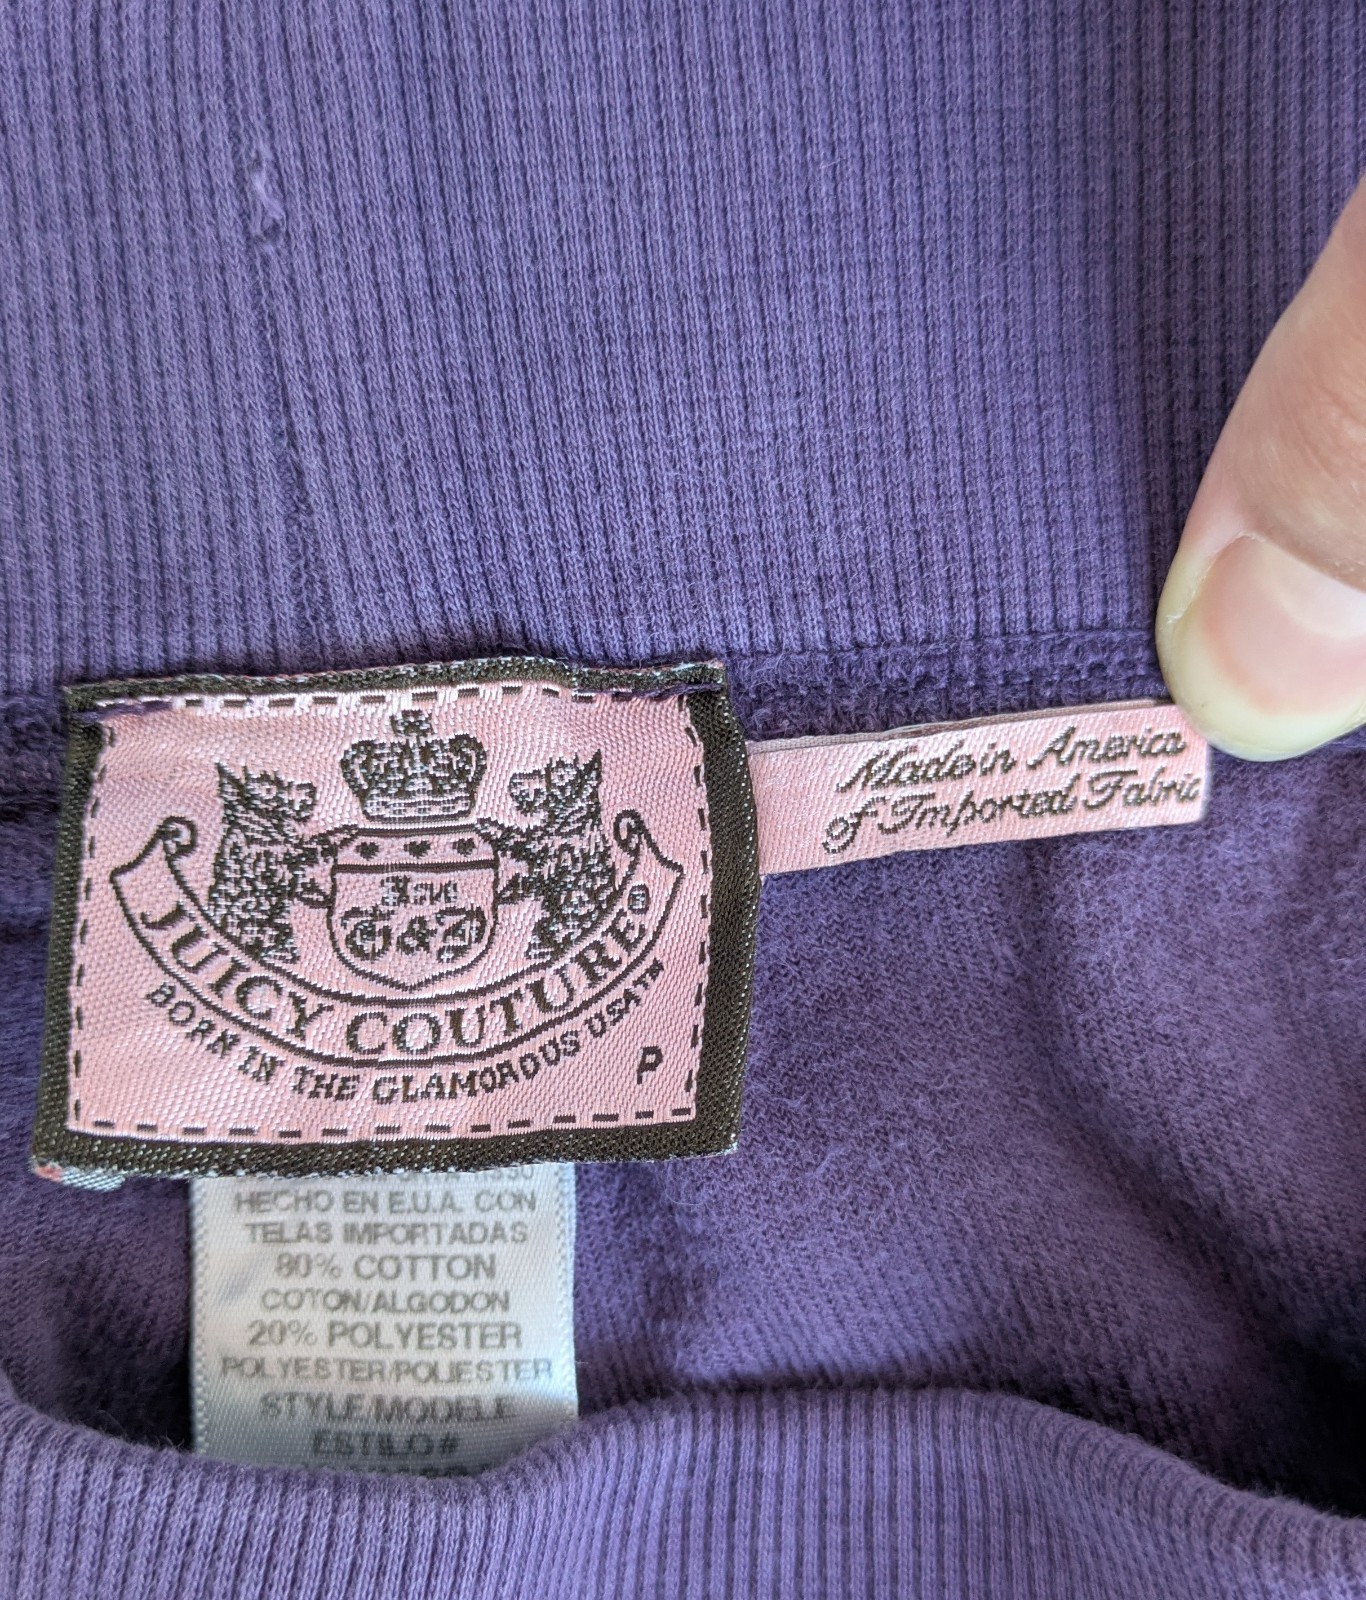 Made in America
of Imported Fabric
Love
G&P
JUICY COUTURE®
BORN IN THE GLAMOROUS USA™
P
HECHO EN E.U.A. CON
TELAS IMPORTADAS
80% COTTON
COTON/ALGODON
20% POLYESTER
POLYESTER/POLIESTER
STYLE/MODELE
ESTILO#